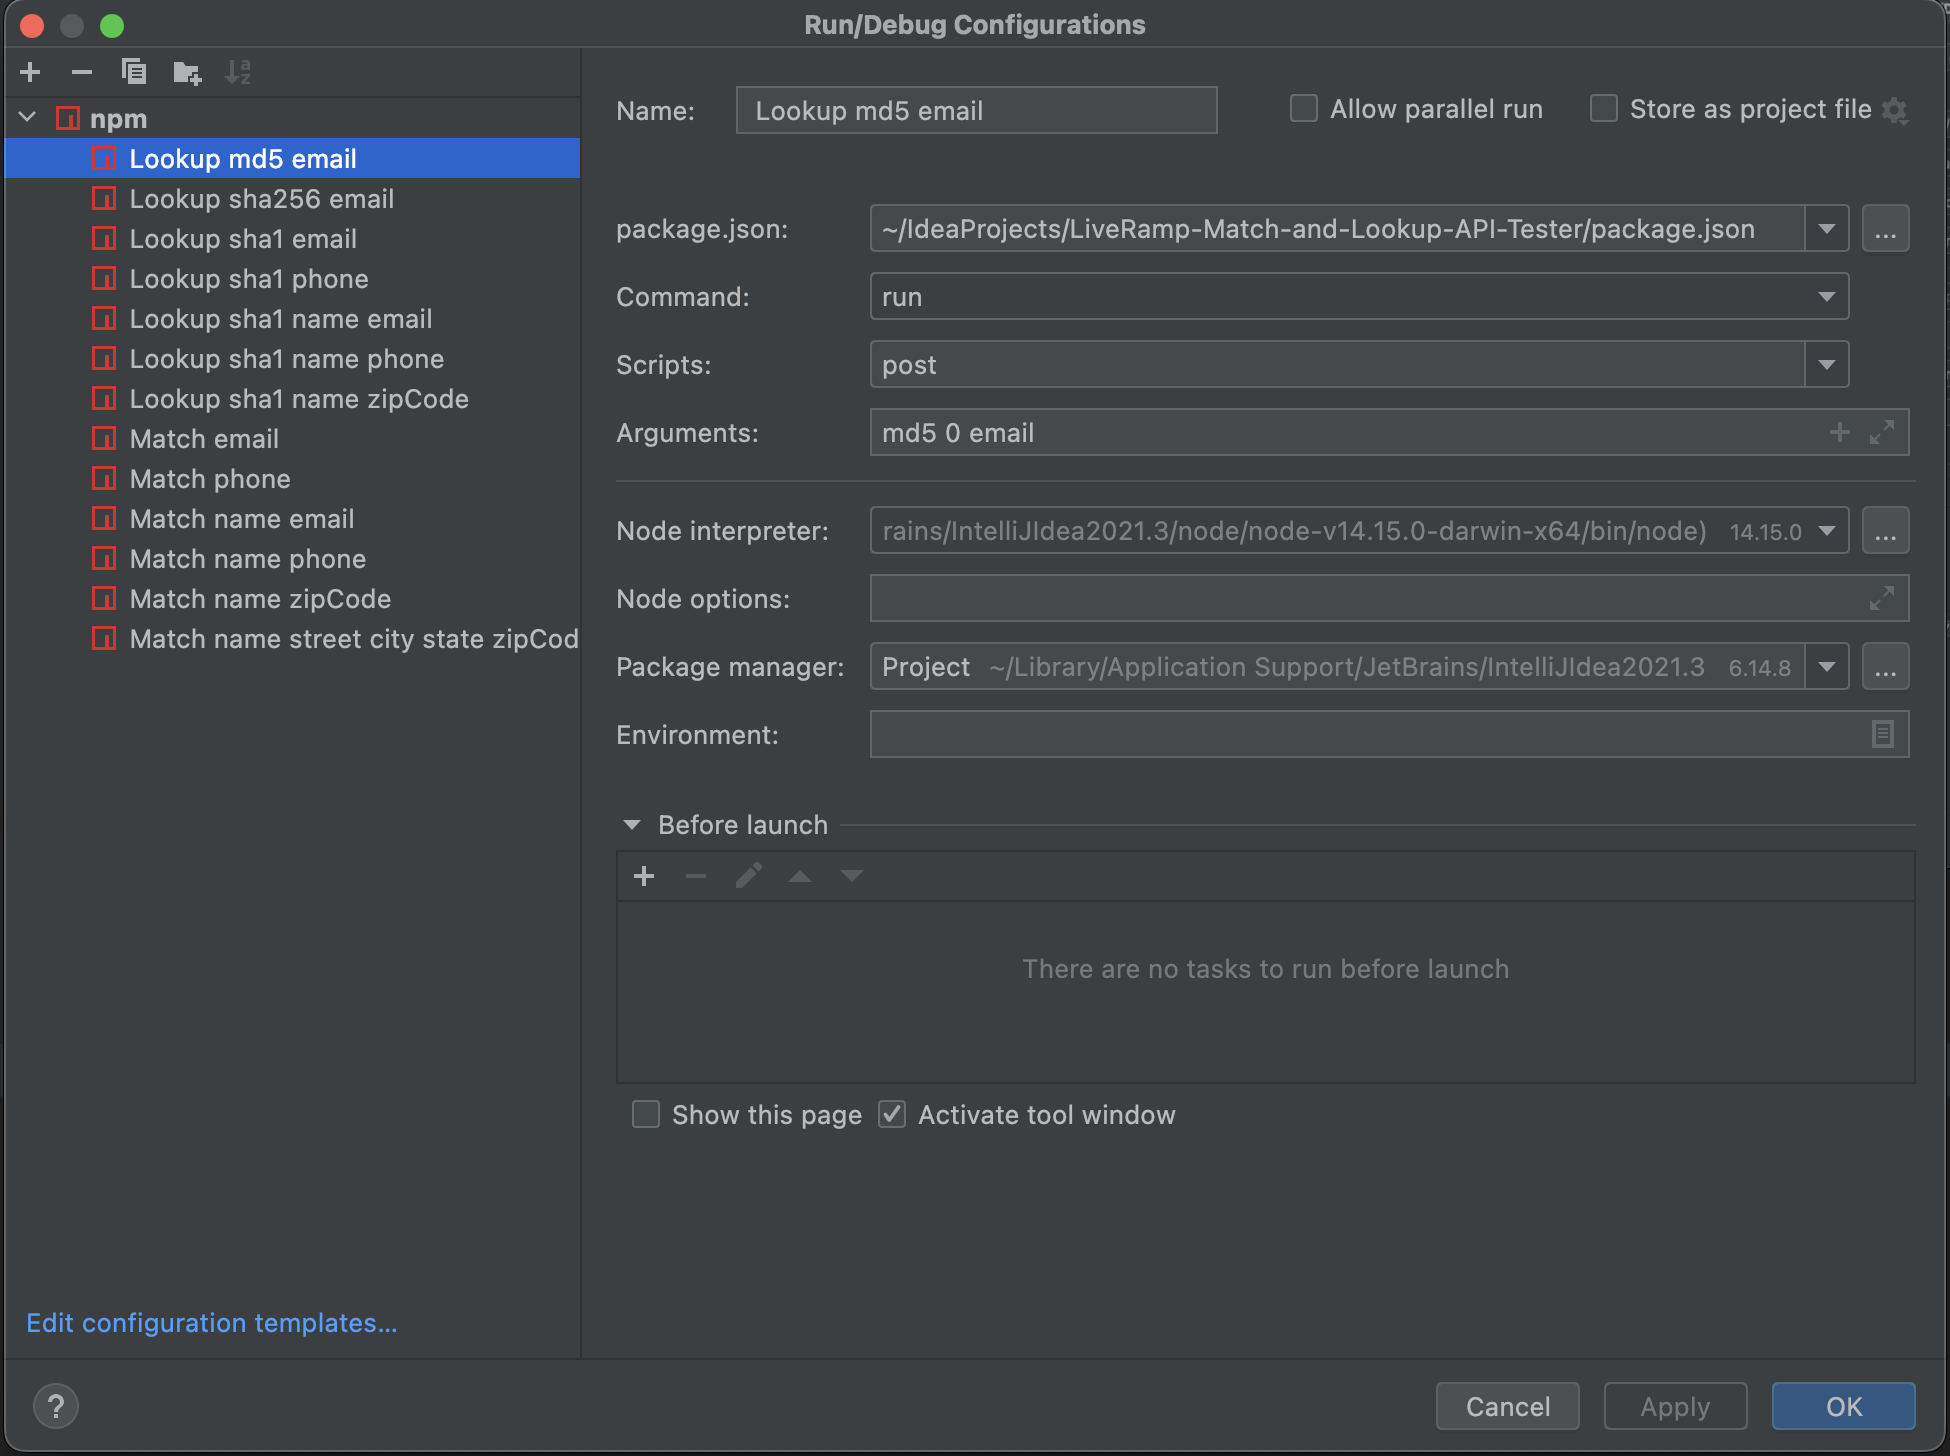 Run/Debug Configurations
npm
Lookup md5 email
Lookup sha256 email
Lookup sha1 email
Lookup sha1 phone
Lookup sha1 name email
Lookup sha1 name phone
Lookup sha1 name zipCode
Match email
Match phone
Match name email
Match name phone
Match name zipCode
Match name street city state zipCod
Edit configuration templates...
Name: Lookup md5 email Allow parallel run Store as project file
package.json: ~/IdeaProjects/LiveRamp-Match-and-Lookup-API-Tester/package.json ...
Command: run
Scripts: post
Arguments: md5 0 email
Node interpreter: rains/IntelliJIdea2021.3/node/node-v14.15.0-darwin-x64/bin/node) 14.15.0 ...
Node options:
Package manager: Project ~/Library/Application Support/JetBrains/IntelliJIdea2021.3 6.14.8 ...
Environment:
Before launch
There are no tasks to run before launch
Show this page Activate tool window
? Cancel Apply OK